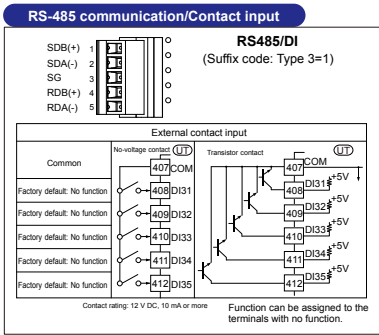 RS-485 communication/Contact input
RS485/DI
(Suffix code: Type 3=1)
SDB(+) 1
SDA(-) 2
SG 3
RDB(+) 4
RDA(-) 5
External contact input
Common
No-voltage contact UT
407 COM
Transistor contact UT
407 COM
Factory default: No function
408 DI31
408 DI31 +5V
Factory default: No function
409 DI32
409 DI32 +5V
Factory default: No function
410 DI33
410 DI33 +5V
Factory default: No function
411 DI34
411 DI34 +5V
Factory default: No function
412 DI35
412 DI35 +5V
Contact rating: 12 V DC, 10 mA or more
Function can be assigned to the
terminals with no function.